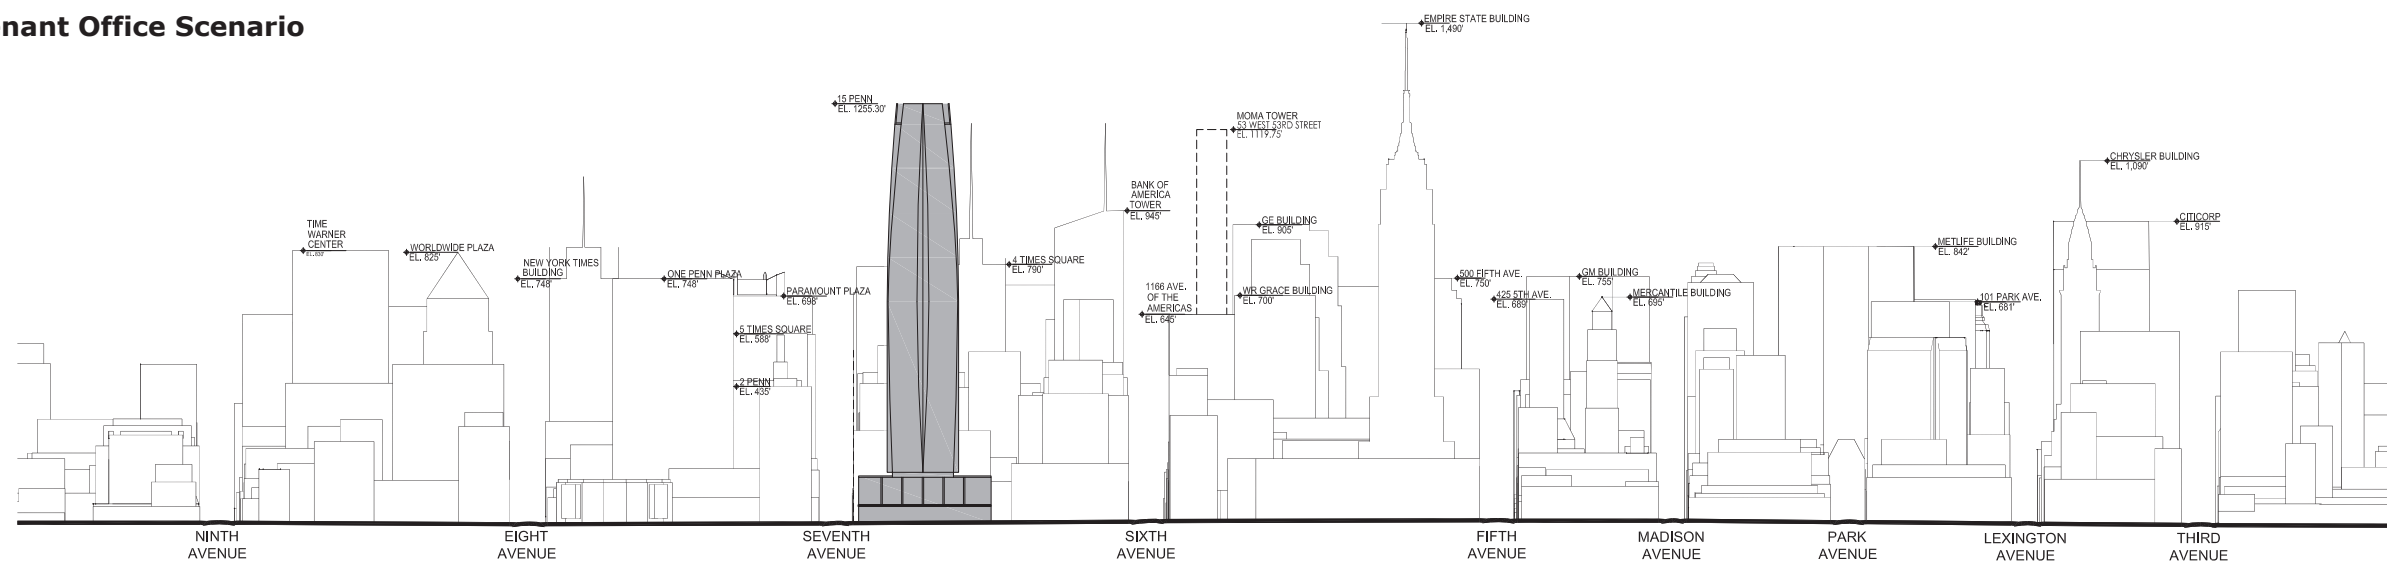 nant Office Scenario
EMPIRE STATE BUILDING
EL. 1,490'
15 PENN
EL. 1255.30'
MOMA TOWER
53 WEST 53RD STREET
EL. 1119.75'
CHRYSLER BUILDING
EL. 1,090'
BANK OF
AMERICA
TOWER
EL. 945'
TIME
WARNER
CENTER
WORLDWIDE PLAZA
EL. 825'
NEW YORK TIMES
BUILDING
EL. 748'
ONE PENN PLAZA
EL. 748'
PARAMOUNT PLAZA
EL. 698'
5 TIMES SQUARE
EL. 588'
2 PENN
EL. 435'
4 TIMES SQUARE
EL. 790'
1166 AVE.
OF THE
AMERICAS
EL. 645'
GE BUILDING
EL. 905'
WR GRACE BUILDING
EL. 700'
500 FIFTH AVE.
EL. 750'
425 5TH AVE.
EL. 689'
GM BUILDING
EL. 755'
MERCANTILE BUILDING
EL. 695'
METLIFE BUILDING
EL. 842'
101 PARK AVE.
EL. 681'
CITICORP
EL. 915'
NINTH
AVENUE
EIGHT
AVENUE
SEVENTH
AVENUE
SIXTH
AVENUE
FIFTH
AVENUE
MADISON
AVENUE
PARK
AVENUE
LEXINGTON
AVENUE
THIRD
AVENUE